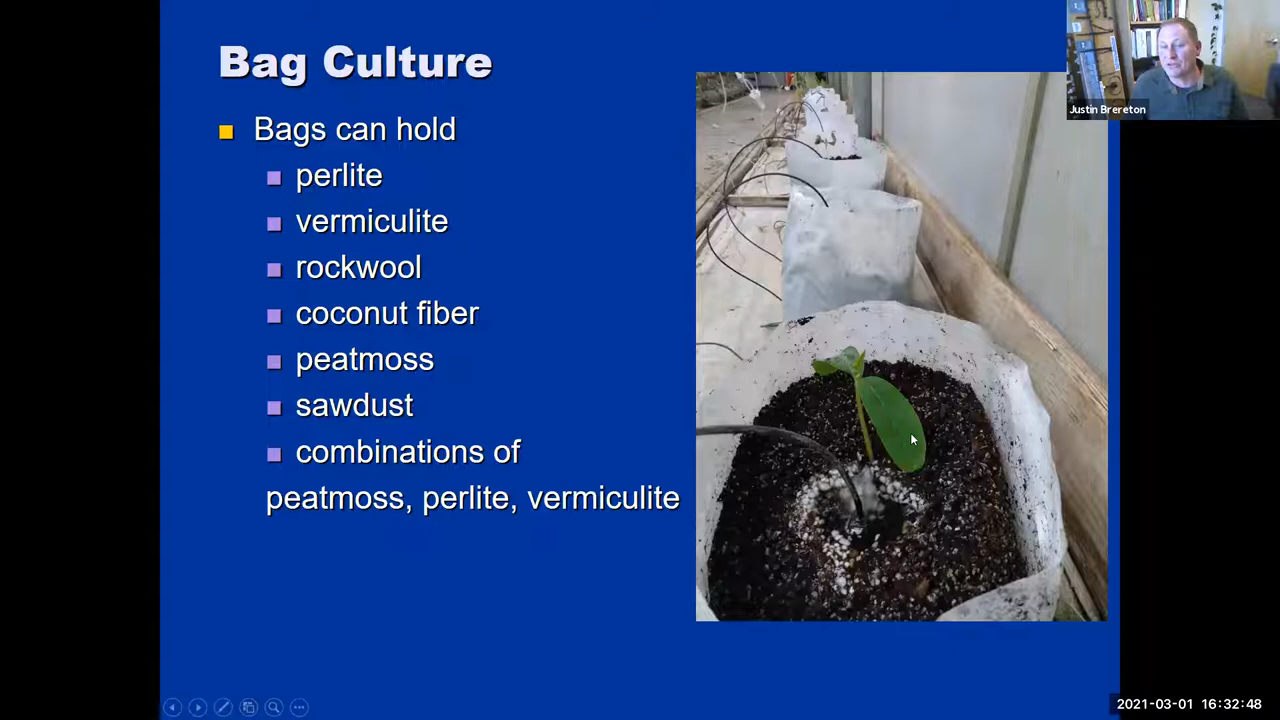 Bag Culture
Bags can hold
perlite
vermiculite
rockwool
coconut fiber
peatmoss
sawdust
combinations of
peatmoss, perlite, vermiculite
Justin Brereton
2021-03-01 16:32:48